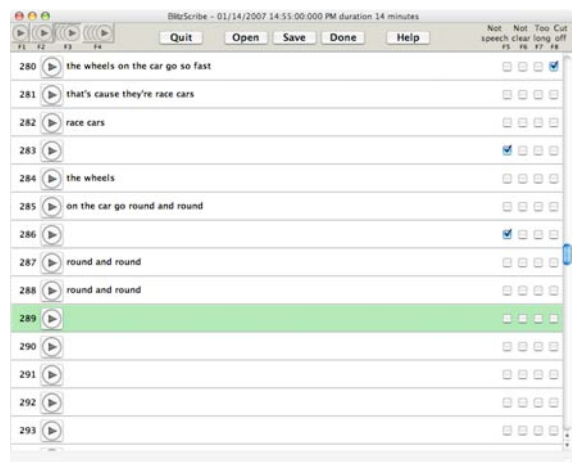 BlitzScribe - 01/14/2007 14:55:00:000 PM duration 14 minutes
F1 F2 F3 F4 Quit Open Save Done Help
Not Not Too Cut
speech clear long off
F5 F6 F7 F8
280 the wheels on the car go so fast
281 that's cause they're race cars
282 race cars
283
284 the wheels
285 on the car go round and round
286
287 round and round
288 round and round
289
290
291
292
293